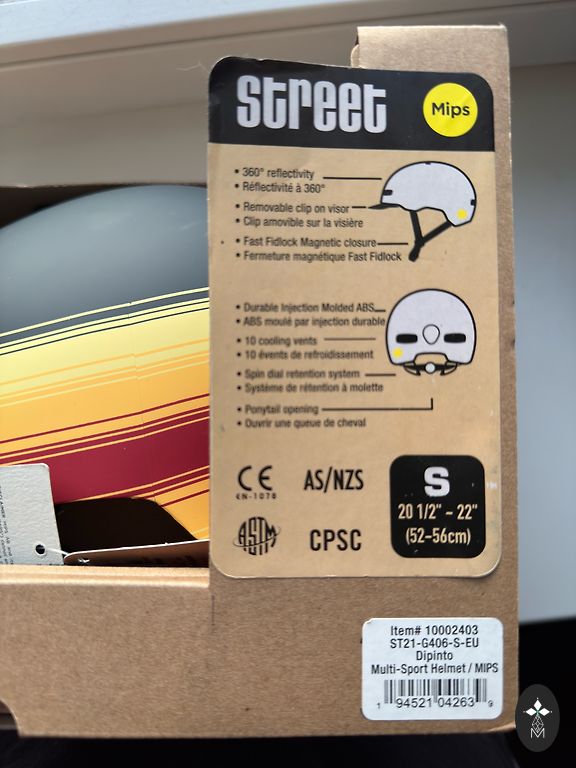 Street
Mips
• 360° reflectivity
• Réflectivité à 360°
• Removable clip on visor
• Clip amovible sur la visière
• Fast Fidlock Magnetic closure
• Fermeture magnétique Fast Fidlock
• Durable Injection Molded ABS
• ABS moulé par injection durable
• 10 cooling vents
• 10 évents de refroidissement
• Spin dial retention system
• Système de rétention à molette
• Ponytail opening
• Ouvrir une queue de cheval
CE
EN-1078
AS/NZS
ASTM
CPSC
S
20 1/2" - 22"
(52-56cm)
Item# 10002403
ST21-G406-S-EU
Dipinto
Multi-Sport Helmet / MIPS
1 94521 04263 9
M